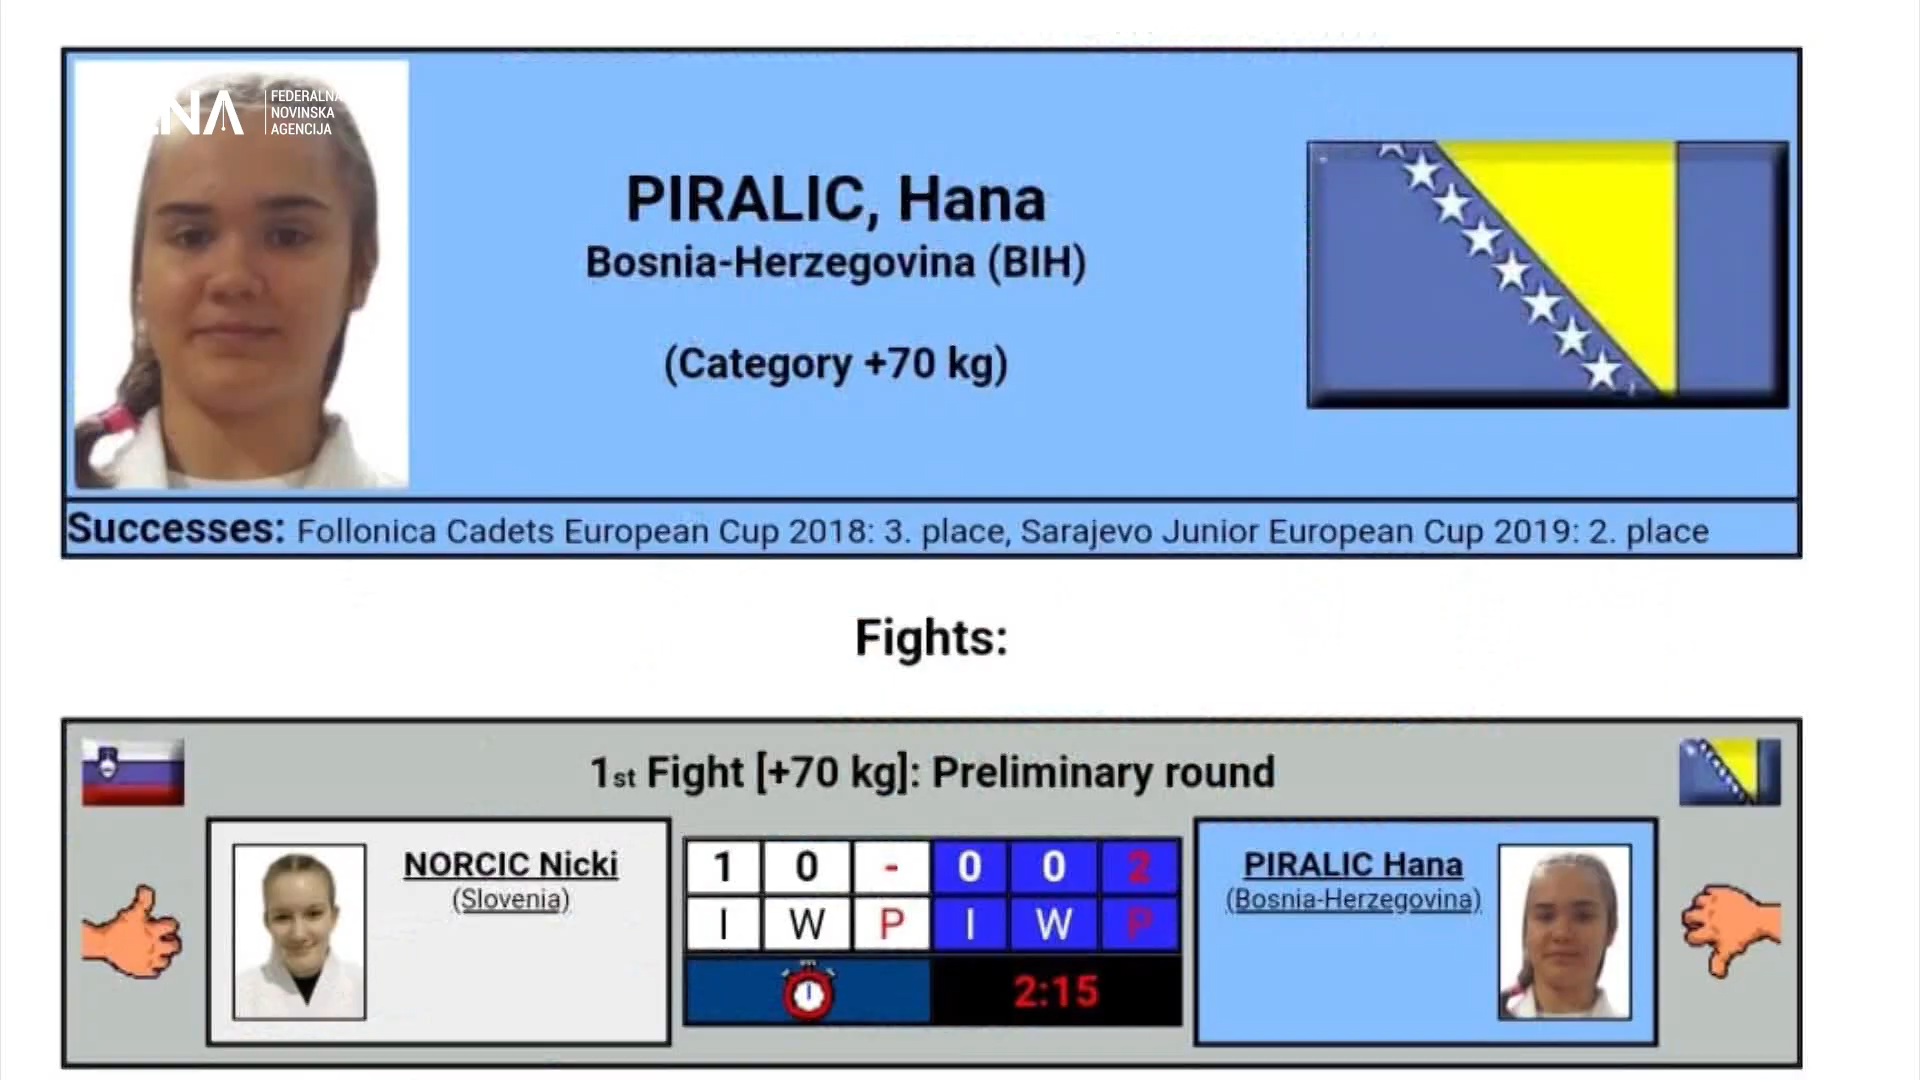 FEDERALNA
NOVINSKA
AGENCIJA
PIRALIC, Hana
Bosnia-Herzegovina (BIH)
(Category +70 kg)
Successes: Follonica Cadets European Cup 2018: 3. place, Sarajevo Junior European Cup 2019: 2. place
Fights:
1st Fight [+70 kg]: Preliminary round
NORCIC Nicki
(Slovenia)
1 0 - 0 0 2
I W P I W P
2:15
PIRALIC Hana
(Bosnia-Herzegovina)